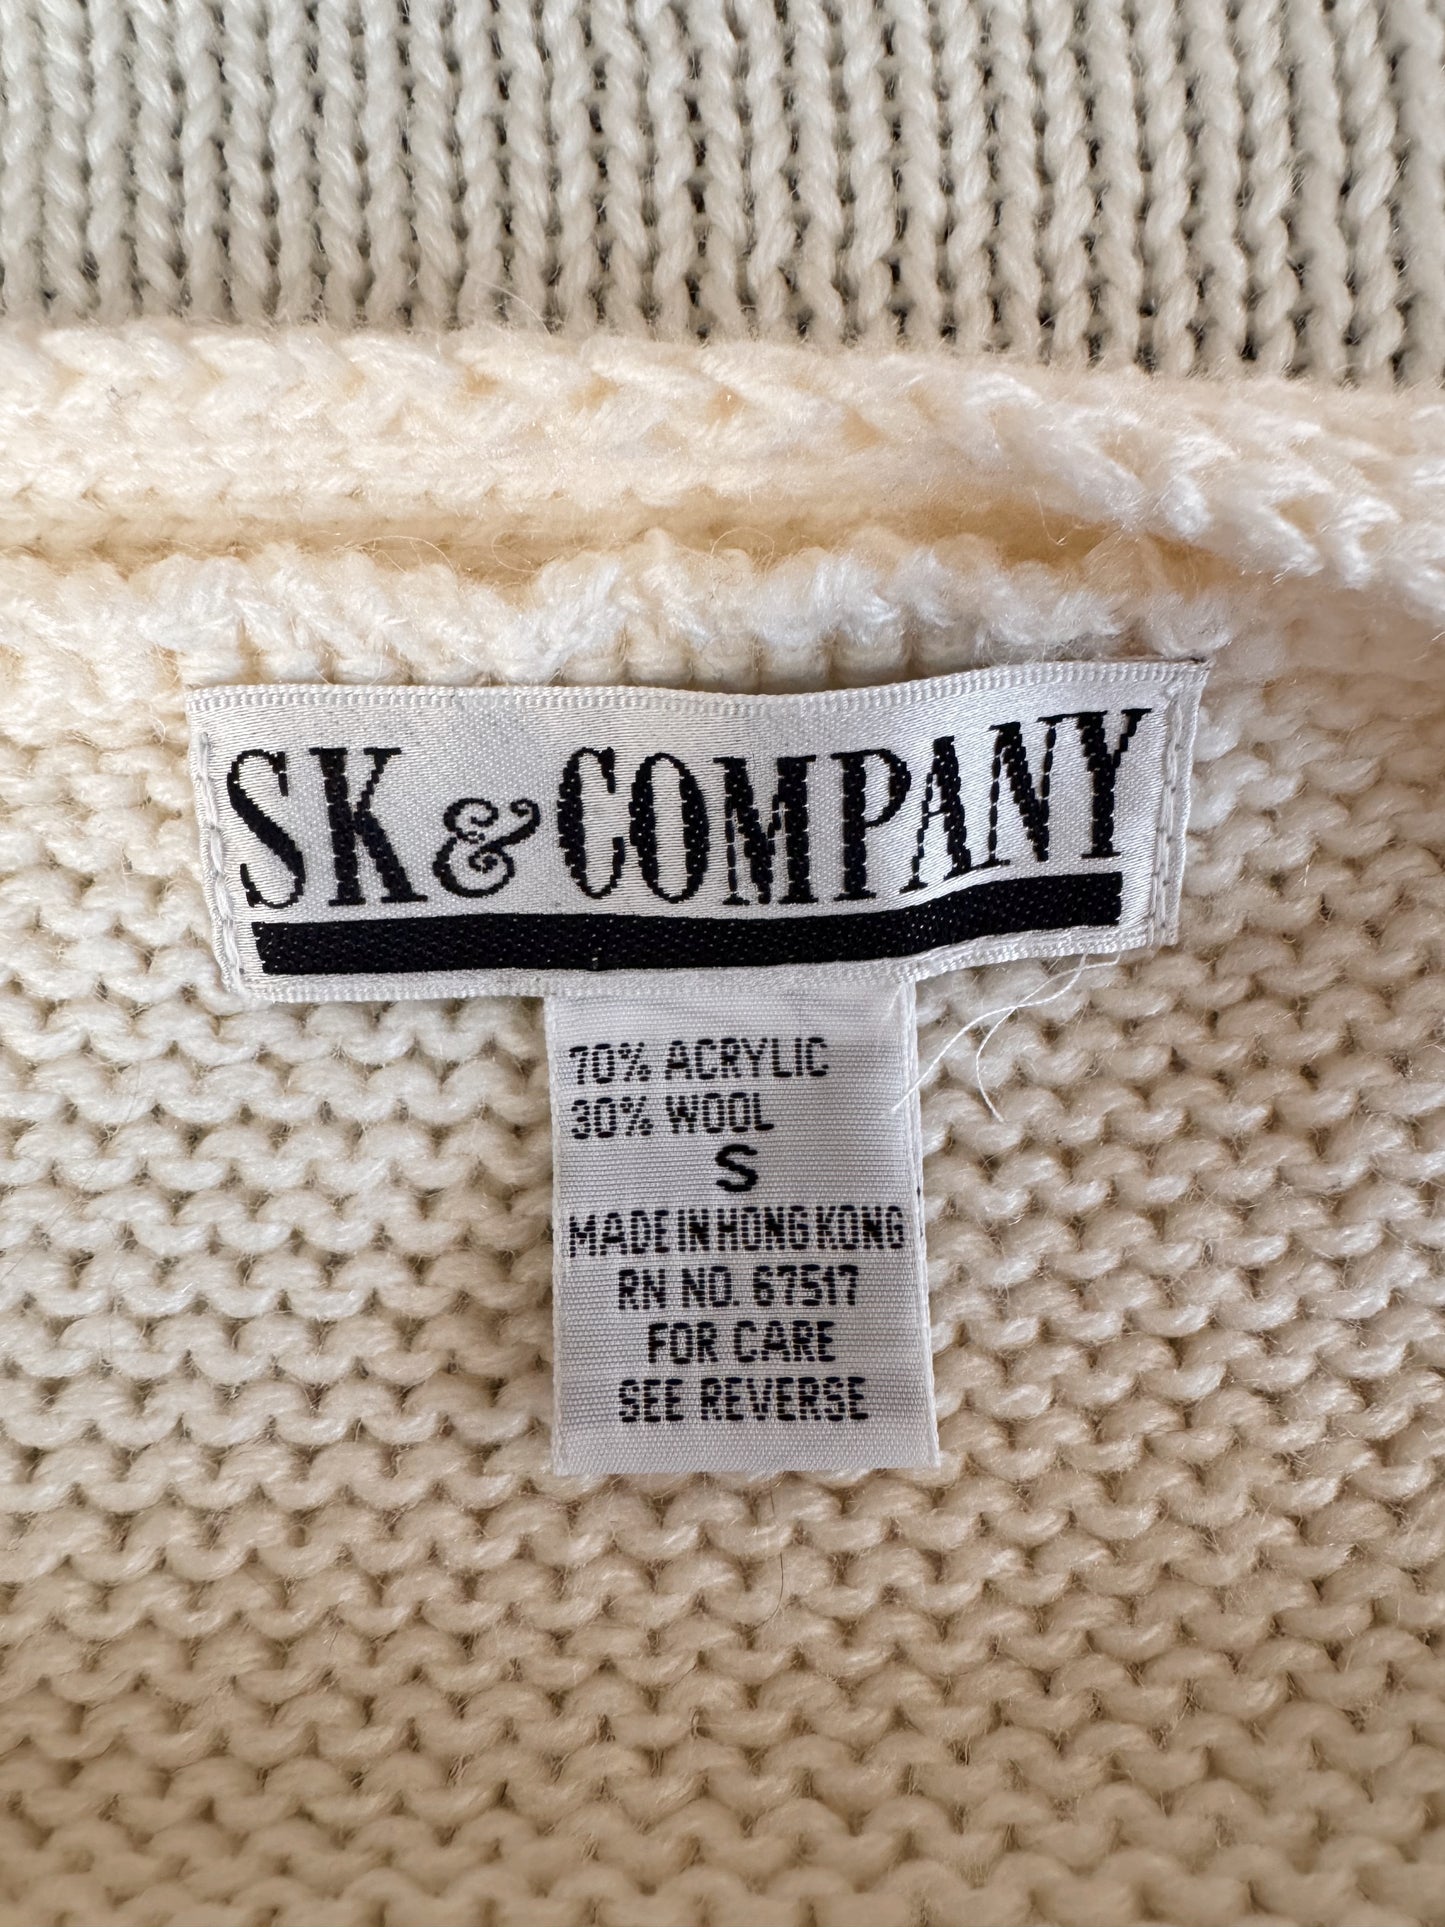 SK & COMPANY
70% ACRYLIC
30% WOOL
S
MADE IN HONG KONG
RN NO. 67517
FOR CARE
SEE REVERSE